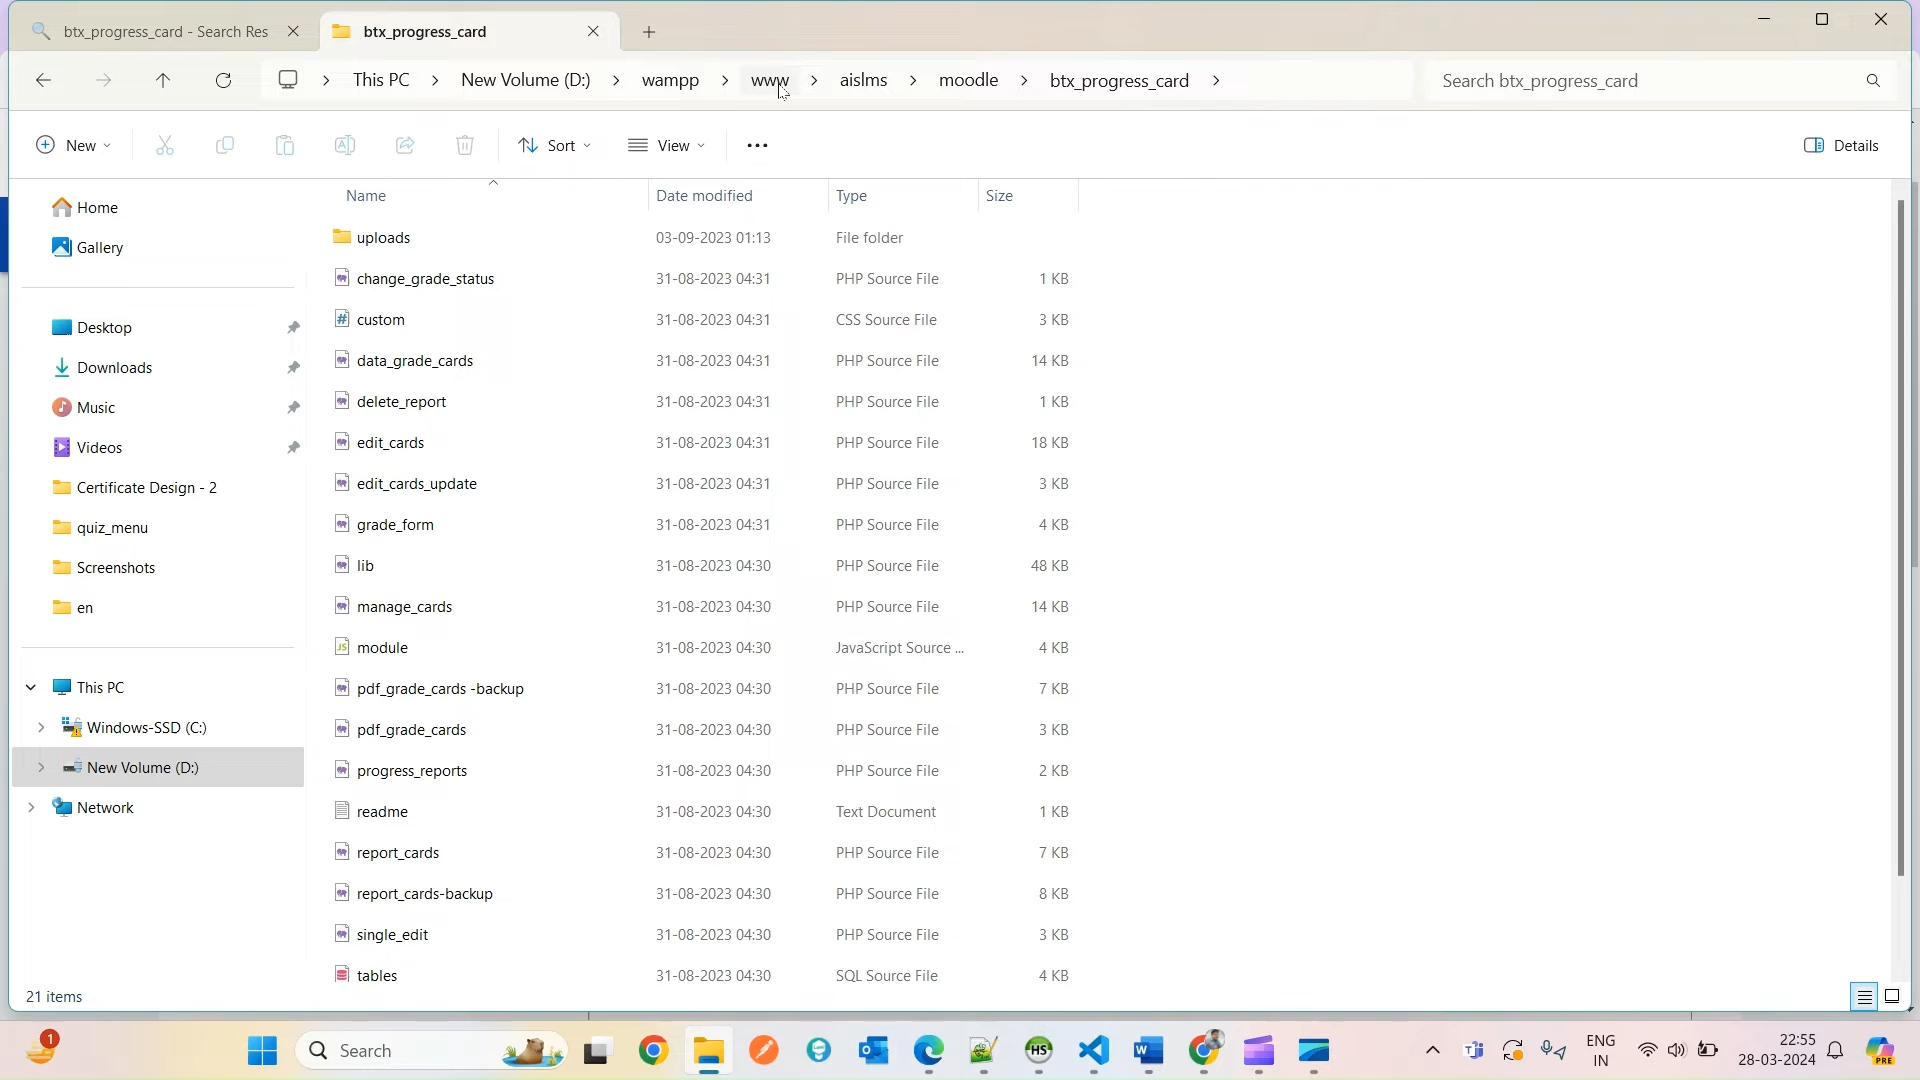 btx_progress_card - Search Res
btx_progress_card
This PC > New Volume (D:) > wampp > www > aislms > moodle > btx_progress_card >
Search btx_progress_card
New
Sort
View
Details
Name Date modified Type Size
Home
Gallery
Desktop
Downloads
Music
Videos
Certificate Design - 2
quiz_menu
Screenshots
en
This PC
Windows-SSD (C:)
New Volume (D:)
Network
uploads 03-09-2023 01:13 File folder
change_grade_status 31-08-2023 04:31 PHP Source File 1 KB
custom 31-08-2023 04:31 CSS Source File 3 KB
data_grade_cards 31-08-2023 04:31 PHP Source File 14 KB
delete_report 31-08-2023 04:31 PHP Source File 1 KB
edit_cards 31-08-2023 04:31 PHP Source File 18 KB
edit_cards_update 31-08-2023 04:31 PHP Source File 3 KB
grade_form 31-08-2023 04:31 PHP Source File 4 KB
lib 31-08-2023 04:30 PHP Source File 48 KB
manage_cards 31-08-2023 04:30 PHP Source File 14 KB
module 31-08-2023 04:30 JavaScript Source ... 4 KB
pdf_grade_cards -backup 31-08-2023 04:30 PHP Source File 7 KB
pdf_grade_cards 31-08-2023 04:30 PHP Source File 3 KB
progress_reports 31-08-2023 04:30 PHP Source File 2 KB
readme 31-08-2023 04:30 Text Document 1 KB
report_cards 31-08-2023 04:30 PHP Source File 7 KB
report_cards-backup 31-08-2023 04:30 PHP Source File 8 KB
single_edit 31-08-2023 04:30 PHP Source File 3 KB
tables 31-08-2023 04:30 SQL Source File 4 KB
21 items
1
Search
HS
ENG
IN
22:55
28-03-2024
PRE